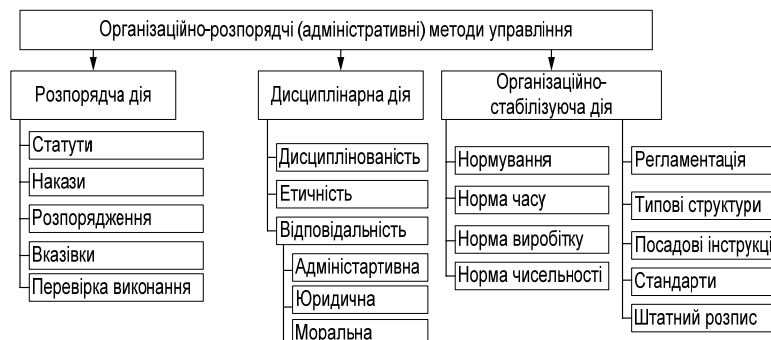 Організаційно-розпорядчі (адміністративні) методи управління
Розпорядча дія
Статути
Накази
Розпорядження
Вказівки
Перевірка виконання
Дисциплінарна дія
Дисциплінованість
Етичність
Відповідальність
Адміністартивна
Юридична
Моральна
Організаційно-
стабілізуюча дія
Нормування
Норма часу
Норма виробітку
Норма чисельності
Регламентація
Типові структури
Посадові інструкції
Стандарти
Штатний розпис